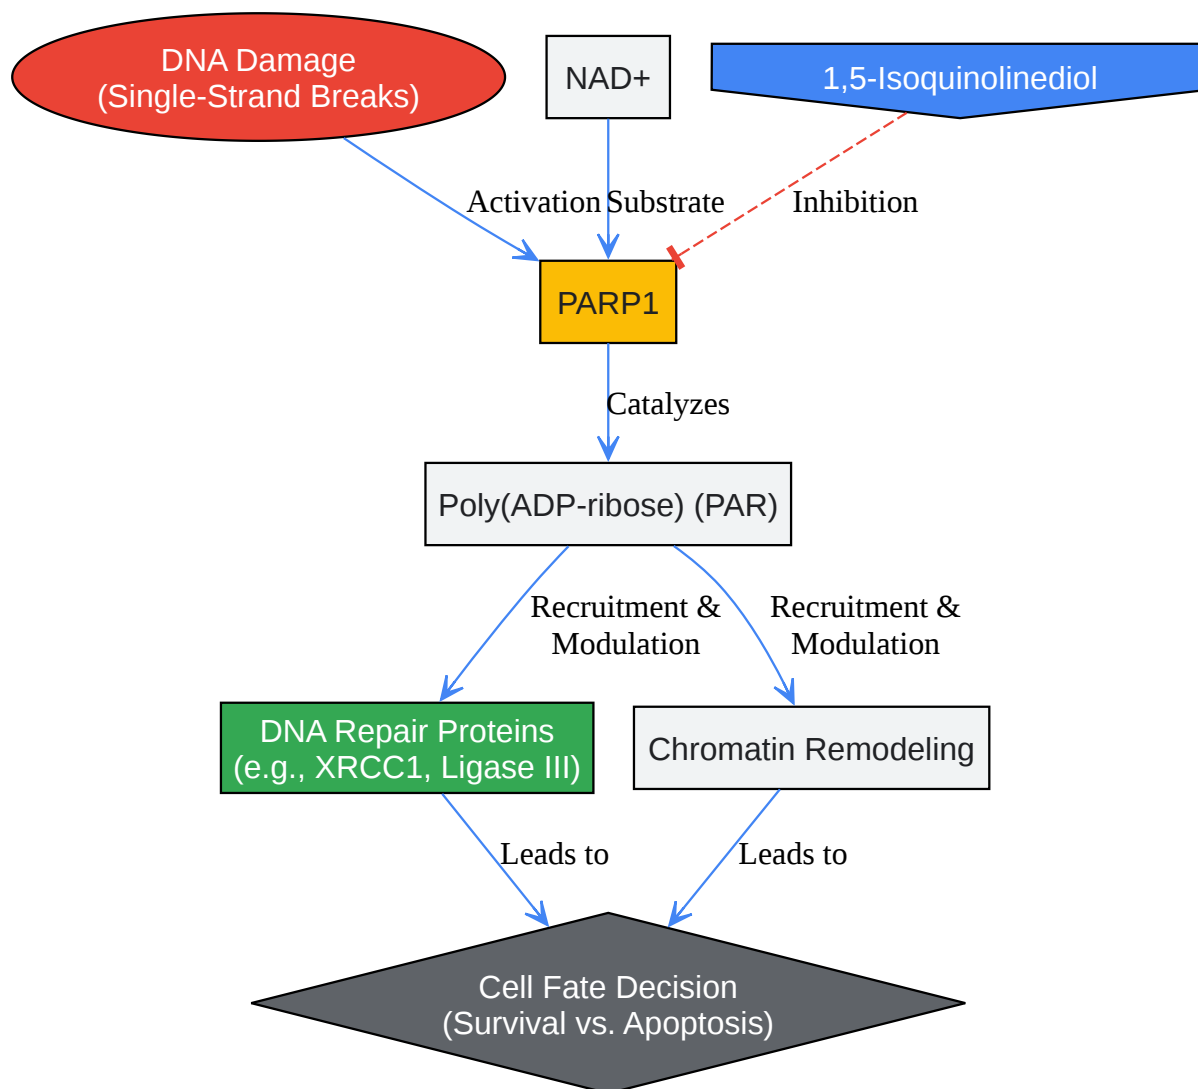 DNA Damage
(Single-Strand Breaks)
NAD+
1,5-Isoquinolinediol
Activation
Substrate
Inhibition
PARP1
Catalyzes
Poly(ADP-ribose) (PAR)
Recruitment &
Modulation
Recruitment &
Modulation
DNA Repair Proteins
(e.g., XRCC1, Ligase III)
Chromatin Remodeling
Leads to
Leads to
Cell Fate Decision
(Survival vs. Apoptosis)